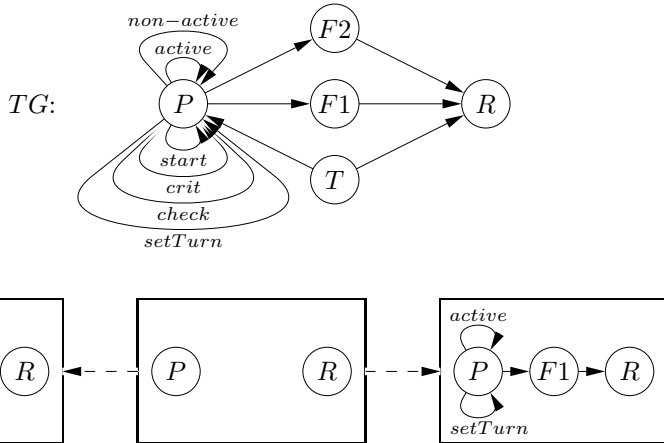 non−active
active
F2
TG:
P
F1
R
start
T
crit
check
setTurn
active
R
P
R
P
F1
R
setTurn